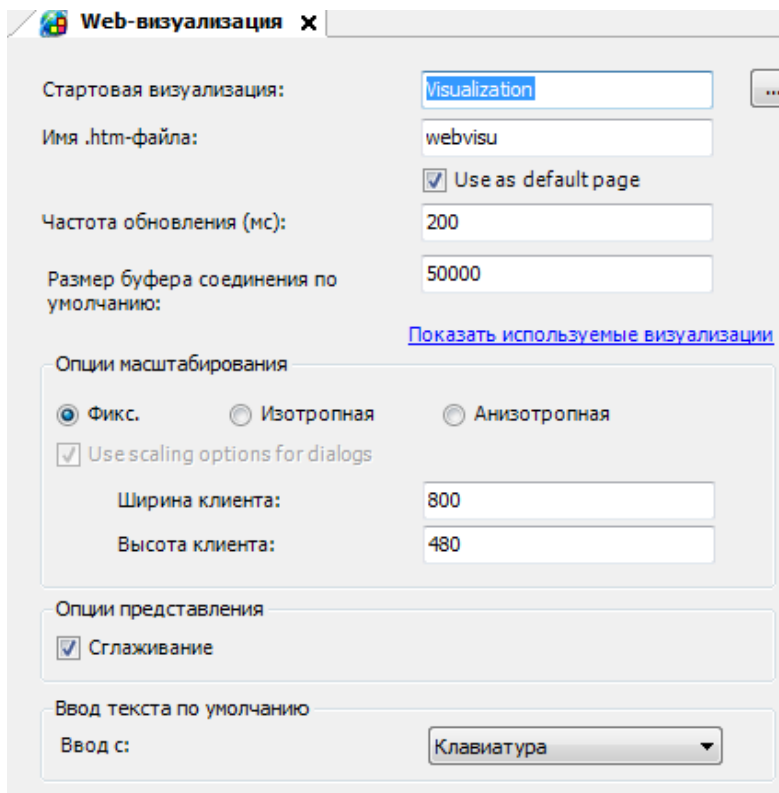 Web-визуализация x
Стартовая визуализация: Visualization ...
Имя .htm-файла: webvisu
Use as default page
Частота обновления (мс): 200
Размер буфера соединения по 50000
умолчанию:
Показать используемые визуализации
Опции масштабирования
Фикс. Изотропная Анизотропная
Use scaling options for dialogs
Ширина клиента: 800
Высота клиента: 480
Опции представления
Сглаживание
Ввод текста по умолчанию
Ввод с: Клавиатура